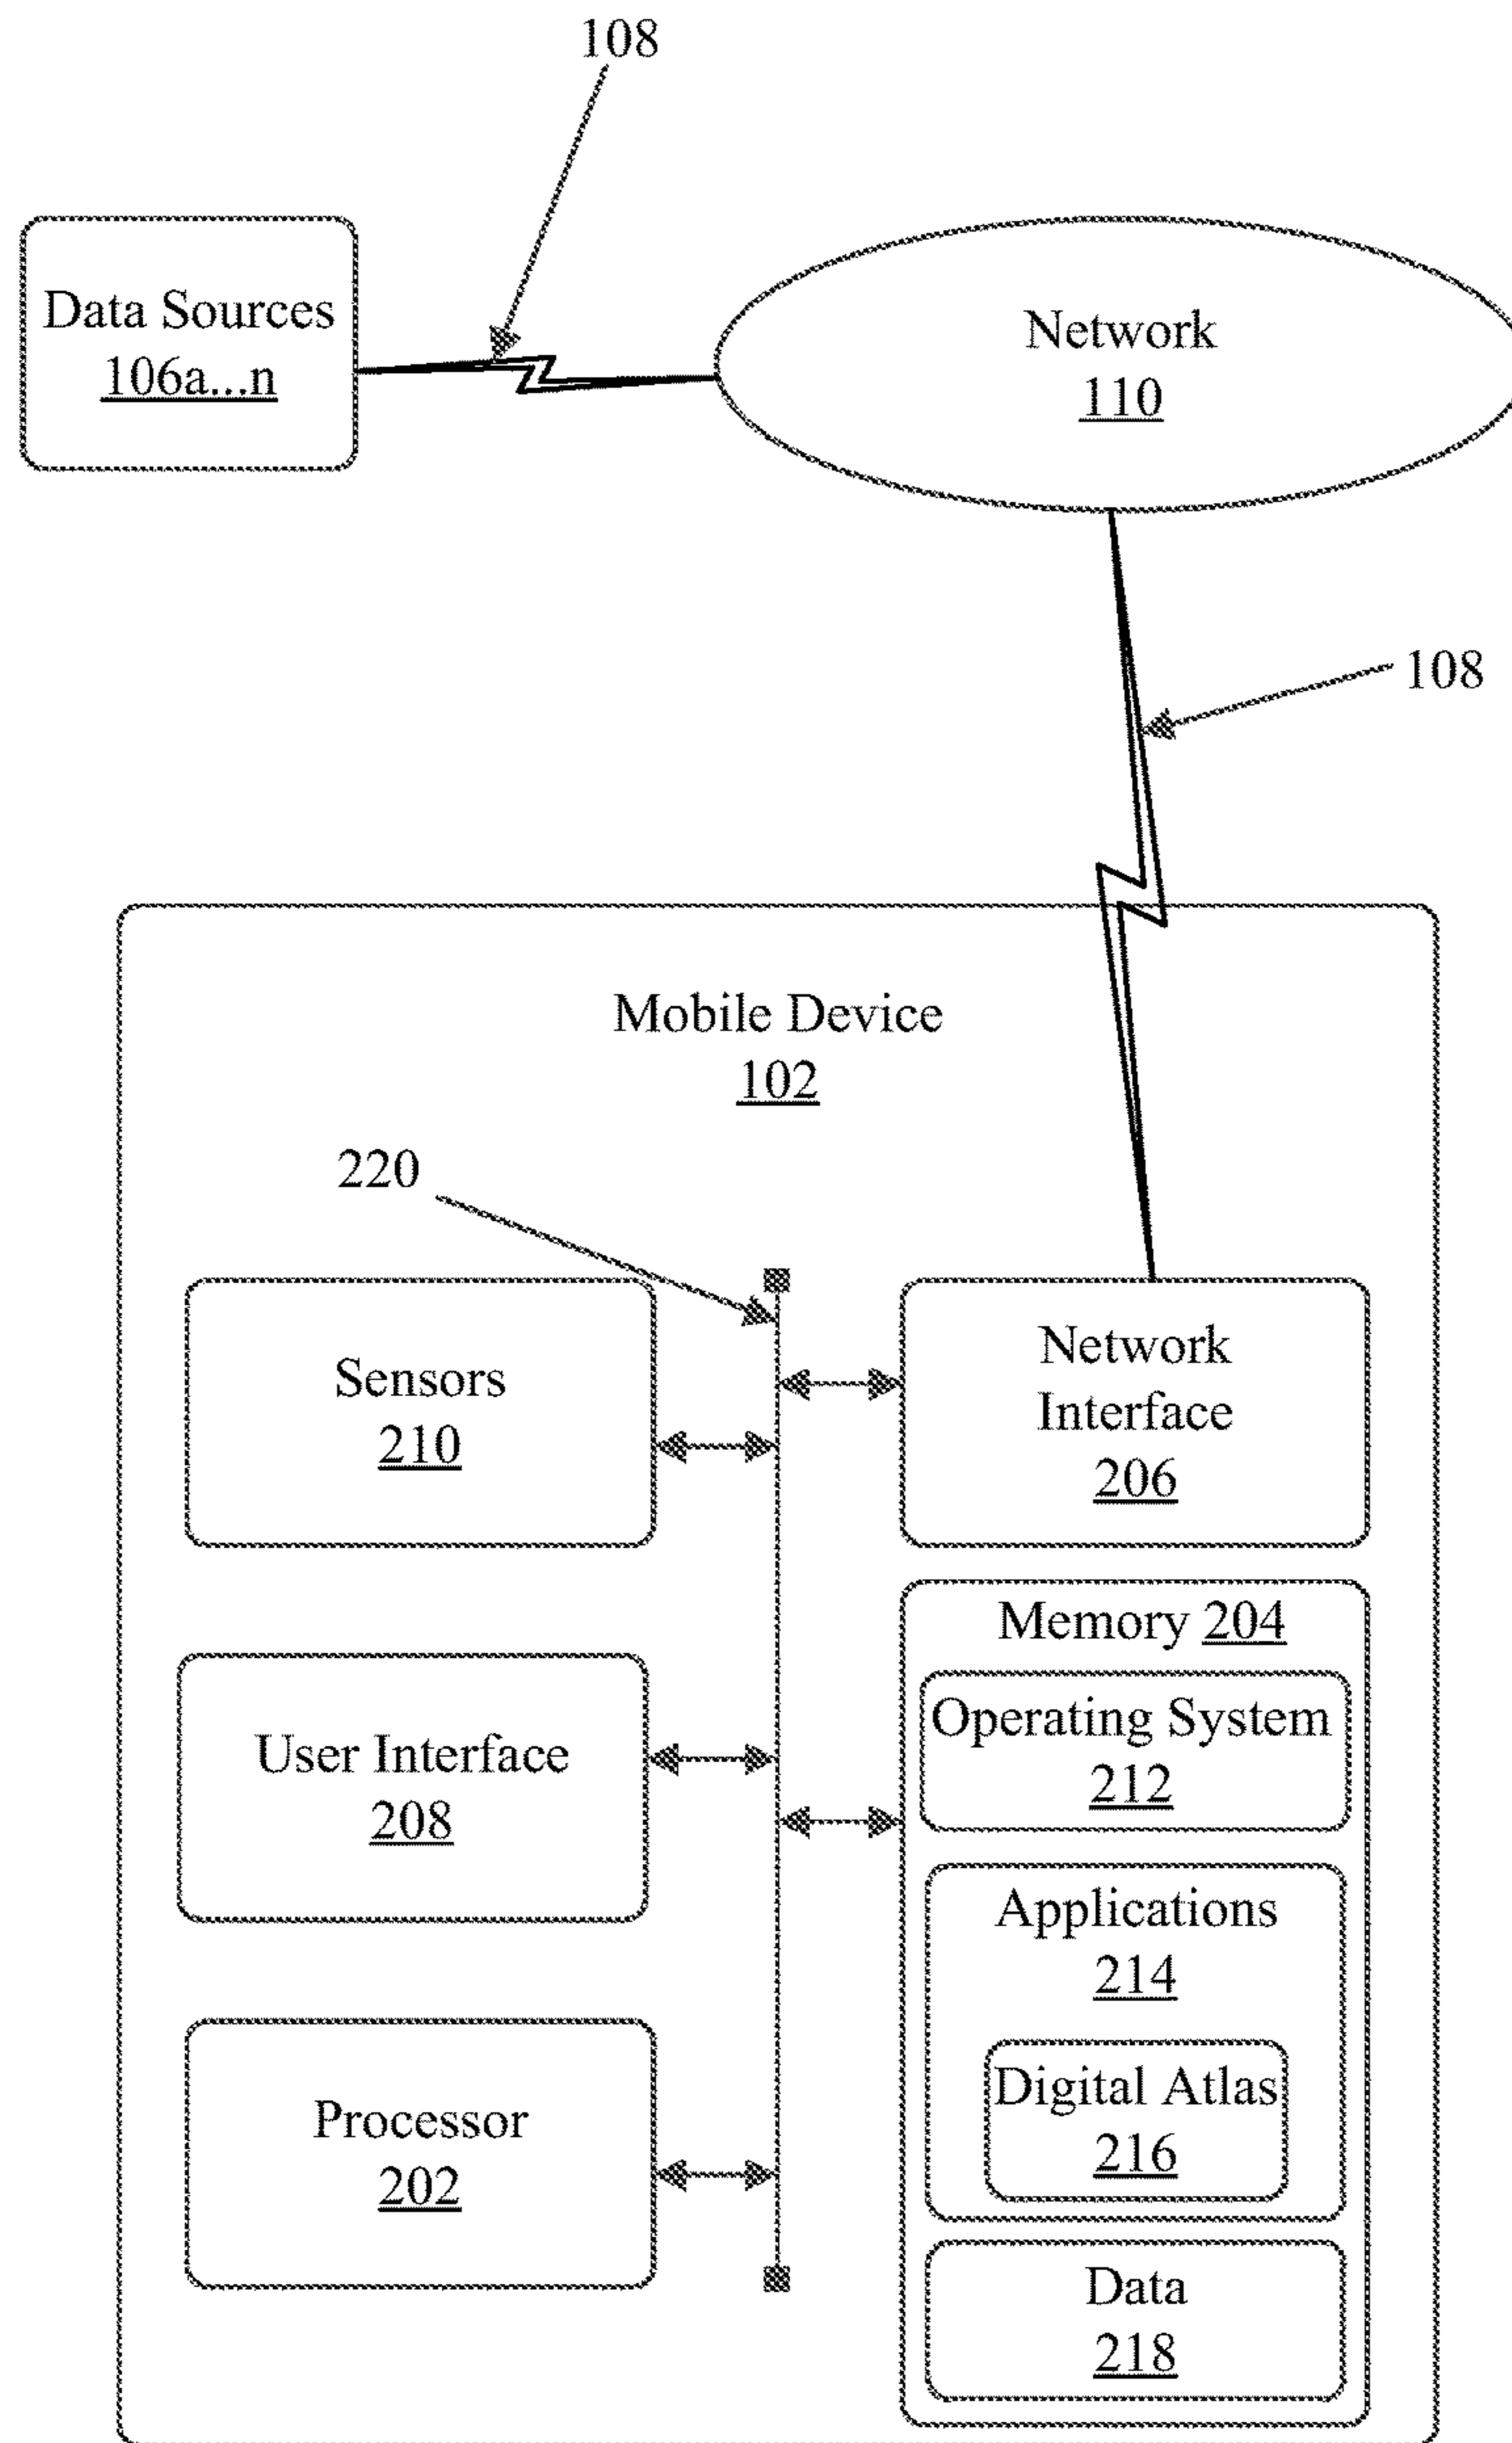 108
Data Sources
106a...n
Network
110
108
Mobile Device
102
220
Sensors
210
Network
Interface
206
User Interface
208
Memory 204
Operating System
212
Applications
214
Digital Atlas
216
Processor
202
Data
218